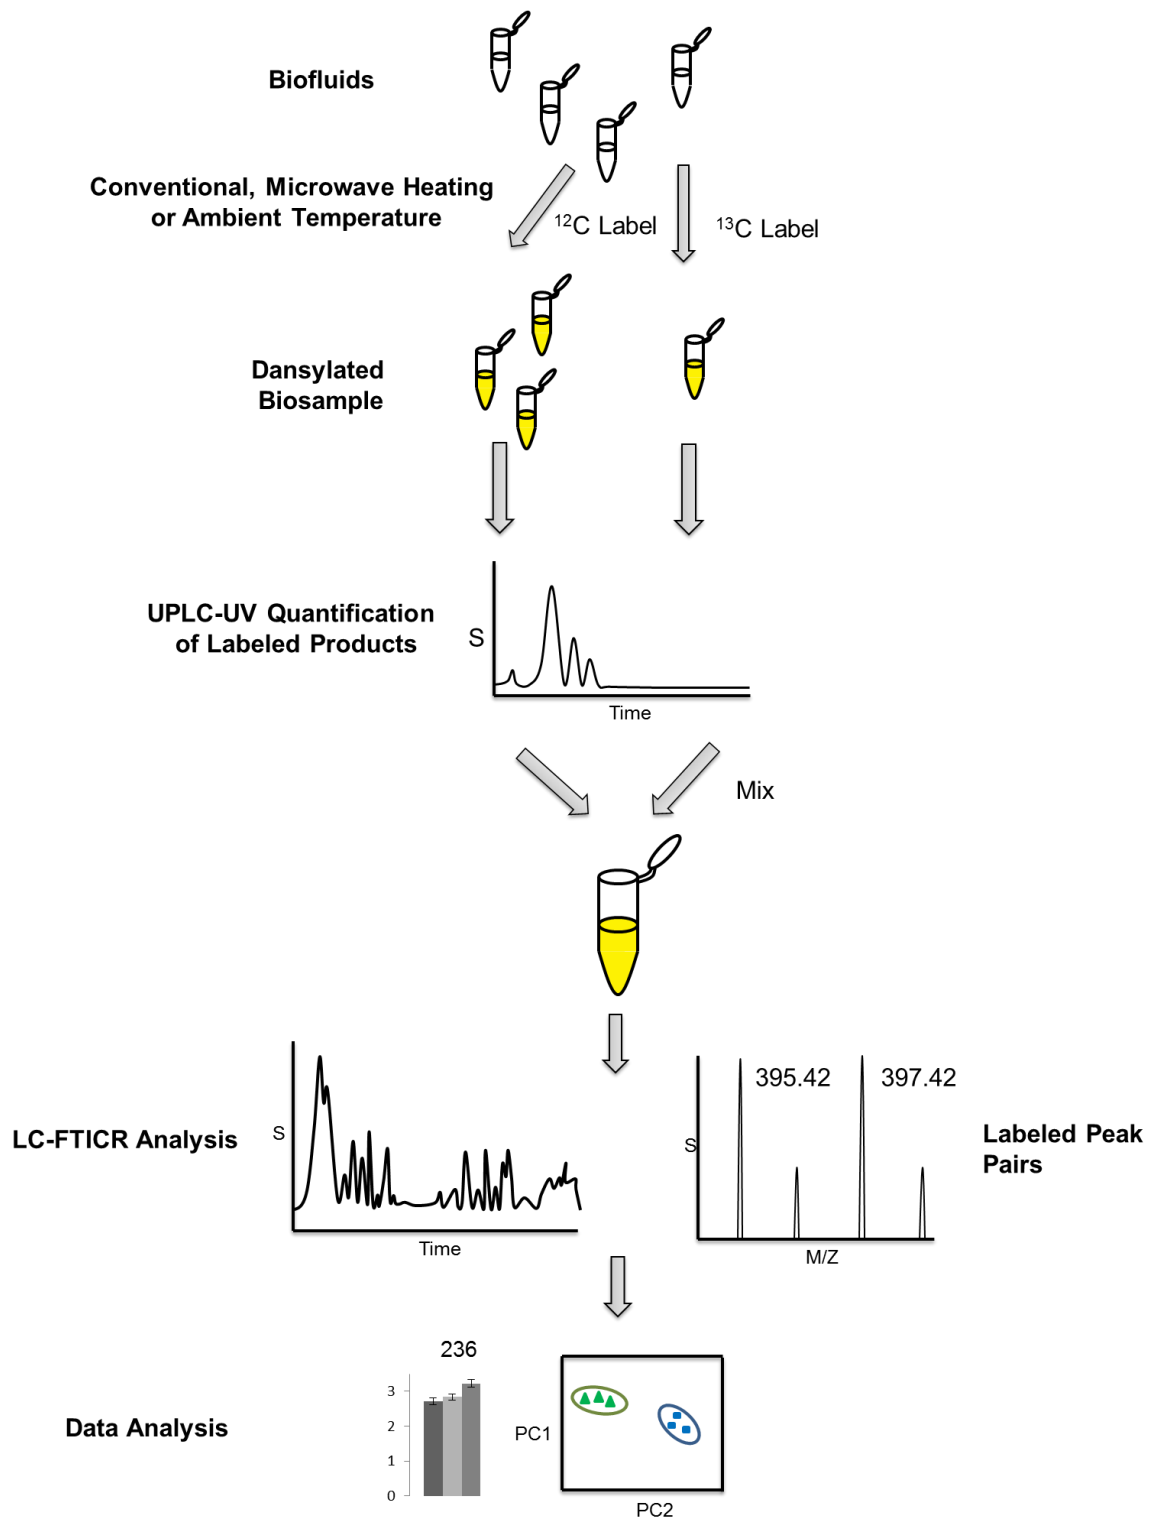 Biofluids
Conventional, Microwave Heating
or Ambient Temperature
¹²C Label
¹³C Label
Dansylated
Biosample
UPLC-UV Quantification
of Labeled Products
S
Time
Mix
LC-FTICR Analysis
S
Time
395.42
397.42
S
M/Z
Labeled Peak
Pairs
Data Analysis
236
3
2
1
0
PC1
PC2